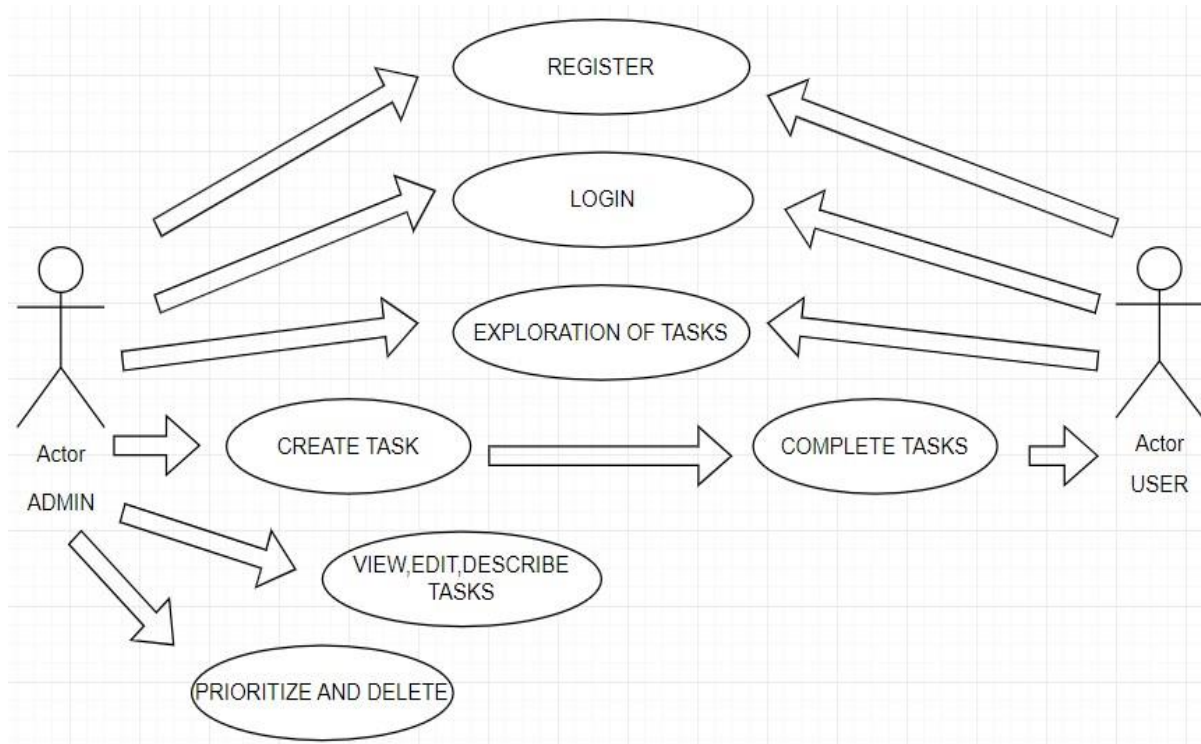 REGISTER
LOGIN
EXPLORATION OF TASKS
CREATE TASK
COMPLETE TASKS
Actor
ADMIN
Actor
USER
VIEW,EDIT,DESCRIBE
TASKS
PRIORITIZE AND DELETE